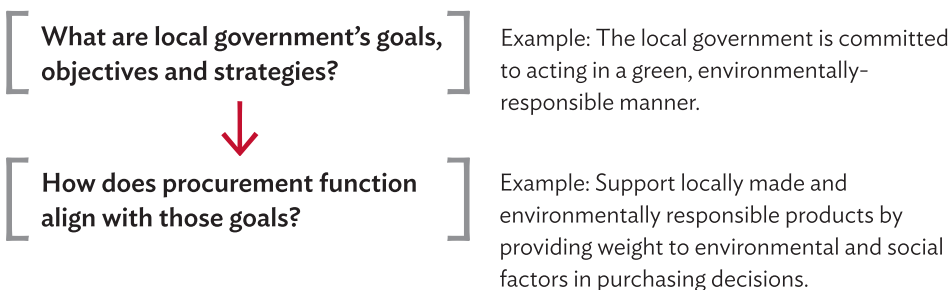 What are local government's goals,
objectives and strategies?
Example: The local government is committed
to acting in a green, environmentally-
responsible manner.
How does procurement function
align with those goals?
Example: Support locally made and
environmentally responsible products by
providing weight to environmental and social
factors in purchasing decisions.